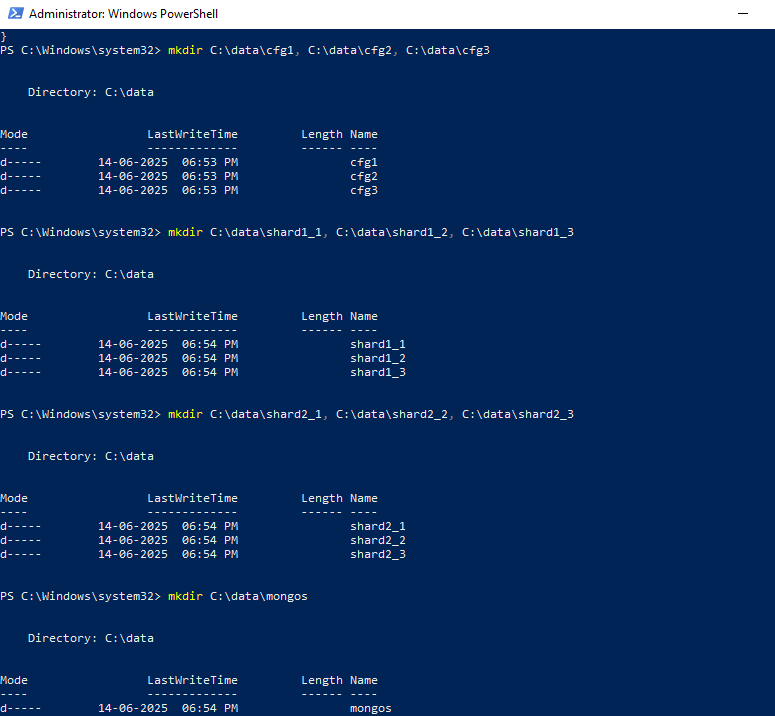 Administrator: Windows PowerShell
}
PS C:\Windows\system32> mkdir C:\data\cfg1, C:\data\cfg2, C:\data\cfg3
Directory: C:\data
Mode LastWriteTime Length Name
---- ------------- ------ ----
d----- 14-06-2025 06:53 PM cfg1
d----- 14-06-2025 06:53 PM cfg2
d----- 14-06-2025 06:53 PM cfg3
PS C:\Windows\system32> mkdir C:\data\shard1_1, C:\data\shard1_2, C:\data\shard1_3
Directory: C:\data
Mode LastWriteTime Length Name
---- ------------- ------ ----
d----- 14-06-2025 06:54 PM shard1_1
d----- 14-06-2025 06:54 PM shard1_2
d----- 14-06-2025 06:54 PM shard1_3
PS C:\Windows\system32> mkdir C:\data\shard2_1, C:\data\shard2_2, C:\data\shard2_3
Directory: C:\data
Mode LastWriteTime Length Name
---- ------------- ------ ----
d----- 14-06-2025 06:54 PM shard2_1
d----- 14-06-2025 06:54 PM shard2_2
d----- 14-06-2025 06:54 PM shard2_3
PS C:\Windows\system32> mkdir C:\data\mongos
Directory: C:\data
Mode LastWriteTime Length Name
---- ------------- ------ ----
d----- 14-06-2025 06:54 PM mongos